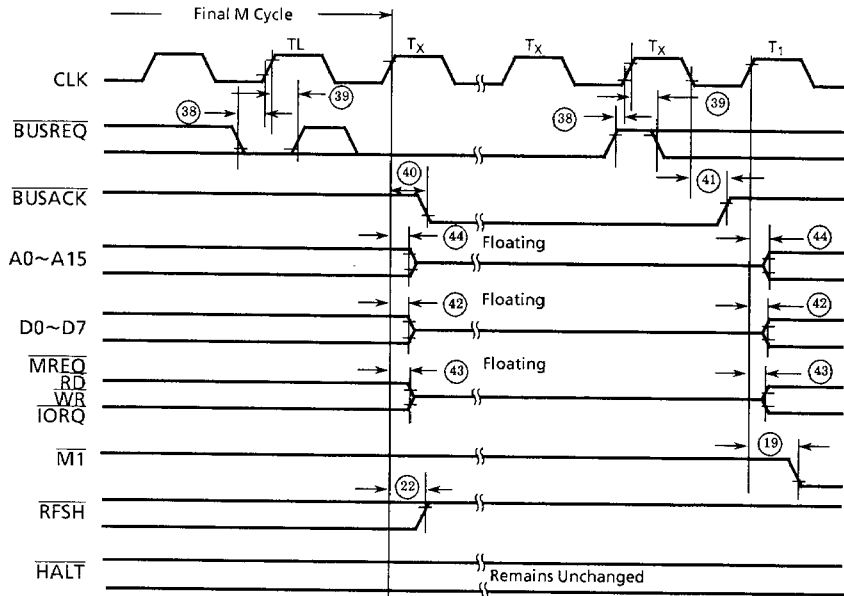 Final M Cycle
TL TX TX TX T1
CLK
38 39 38 39
BUSREQ
40 41
BUSACK
44 Floating 44
A0~A15
42 Floating 42
D0~D7
43 Floating 43
MREQ
RD
WR
IORQ
19
M1
22
RFSH
HALT
Remains Unchanged